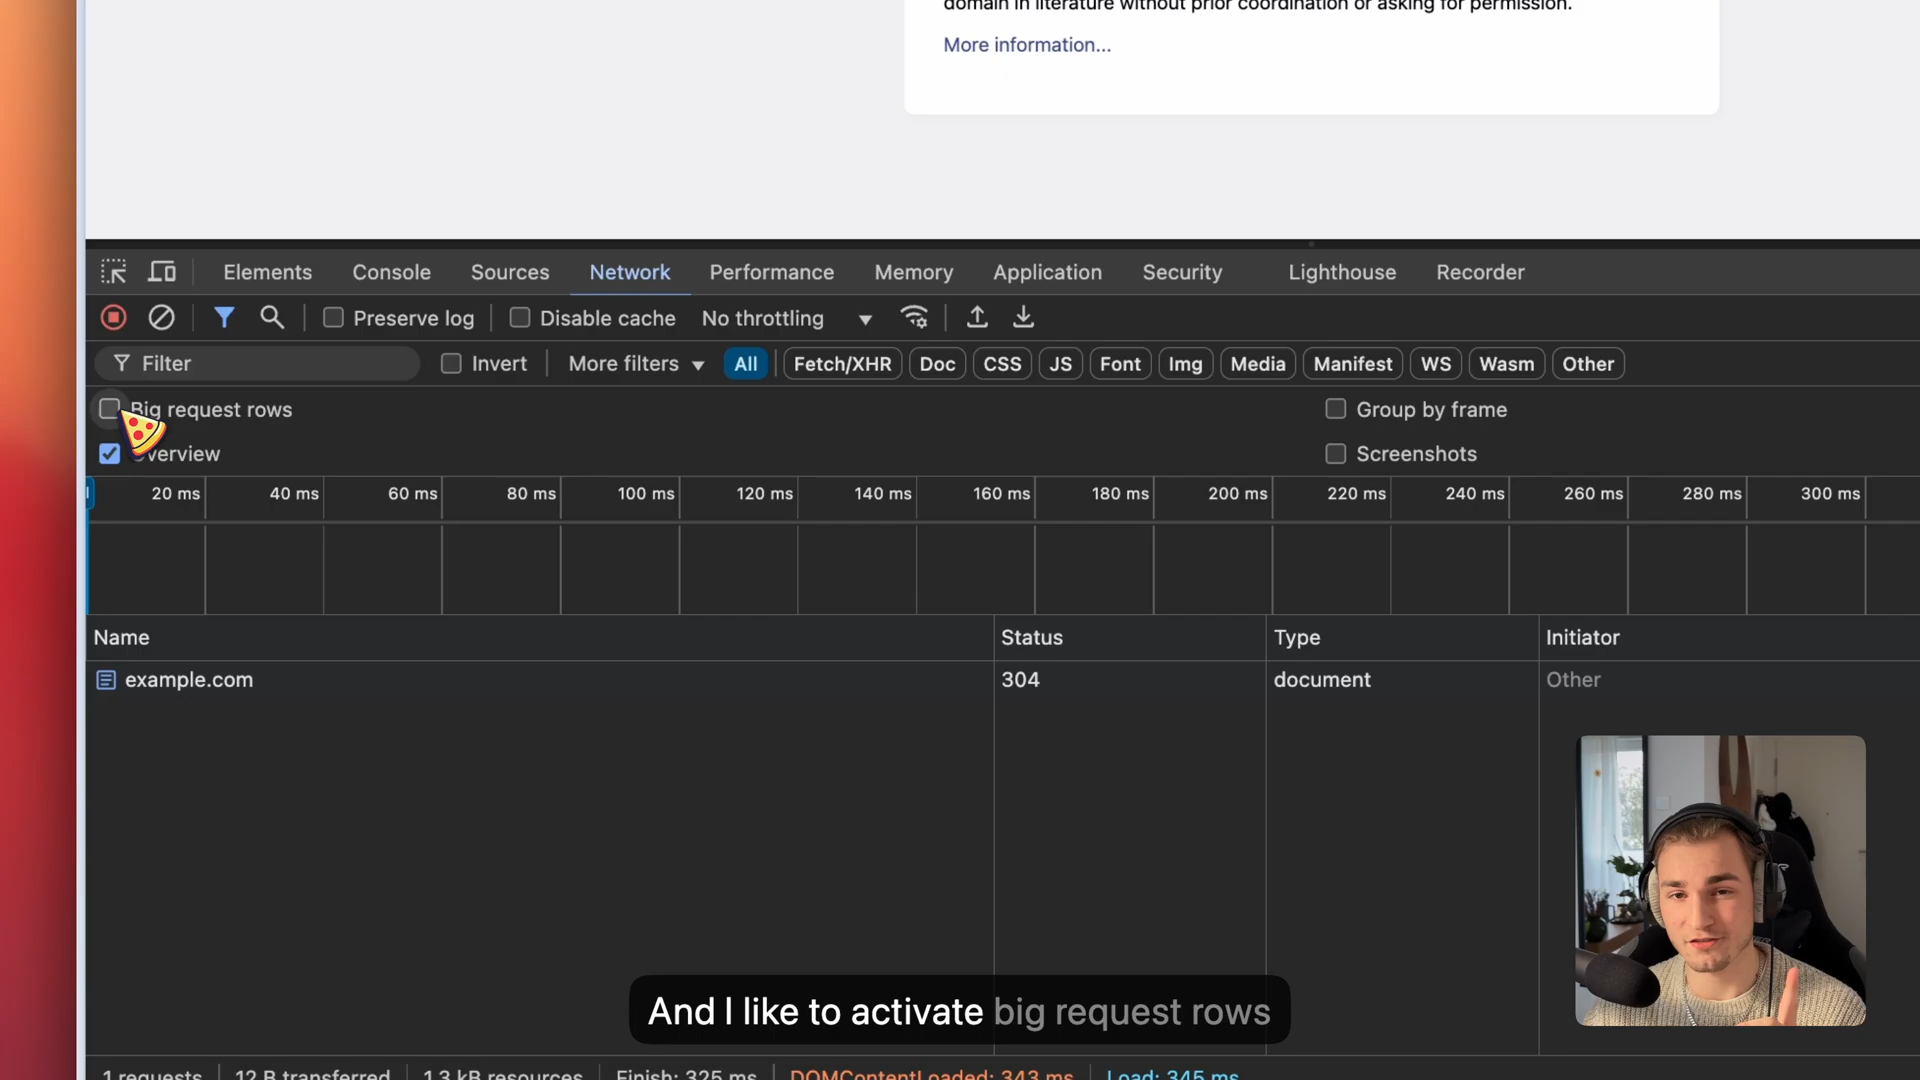 domain in literature without prior coordination or asking for permission.
More information...
Elements Console Sources Network Performance Memory Application Security Lighthouse Recorder
Preserve log Disable cache No throttling
Filter Invert More filters All Fetch/XHR Doc CSS JS Font Img Media Manifest WS Wasm Other
Big request rows Group by frame
verview Screenshots
20 ms 40 ms 60 ms 80 ms 100 ms 120 ms 140 ms 160 ms 180 ms 200 ms 220 ms 240 ms 260 ms 280 ms 300 ms
Name Status Type Initiator
example.com 304 document Other
And I like to activate big request rows
1 requests 12 B transferred 1.3 kB resources Finish: 325 ms DOMContentLoaded: 343 ms Load: 345 ms